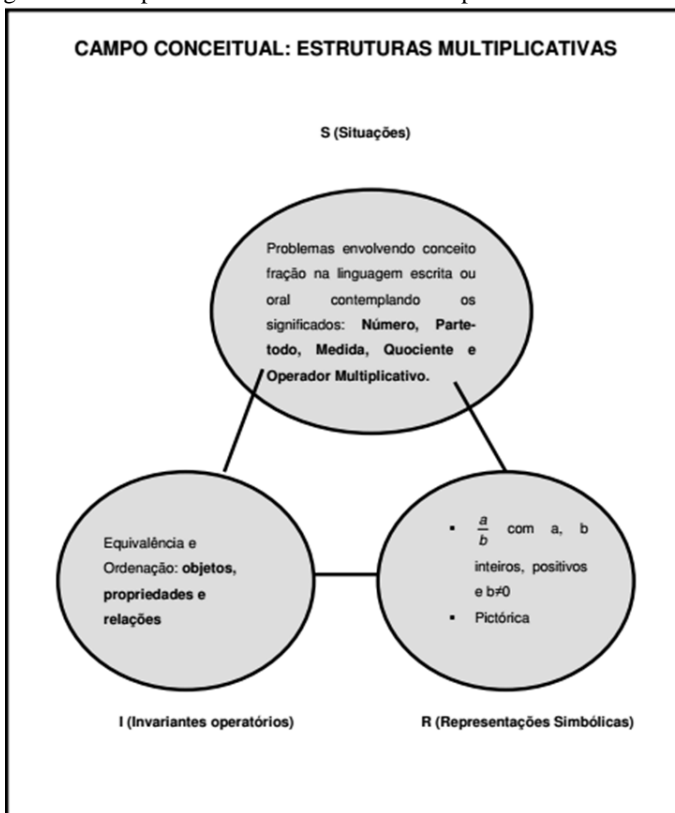 CAMPO CONCEITUAL: ESTRUTURAS MULTIPLICATIVAS
S (Situações)
Problemas envolvendo conceito
fração na linguagem escrita ou
oral contemplando os
significados: Número, Parte-
todo, Medida, Quociente e
Operador Multiplicativo.
Equivalência e
Ordenação: objetos,
propriedades e
relações
▪ a/b com a, b
inteiros, positivos
e b≠0
▪ Pictórica
I (Invariantes operatórios)
R (Representações Simbólicas)